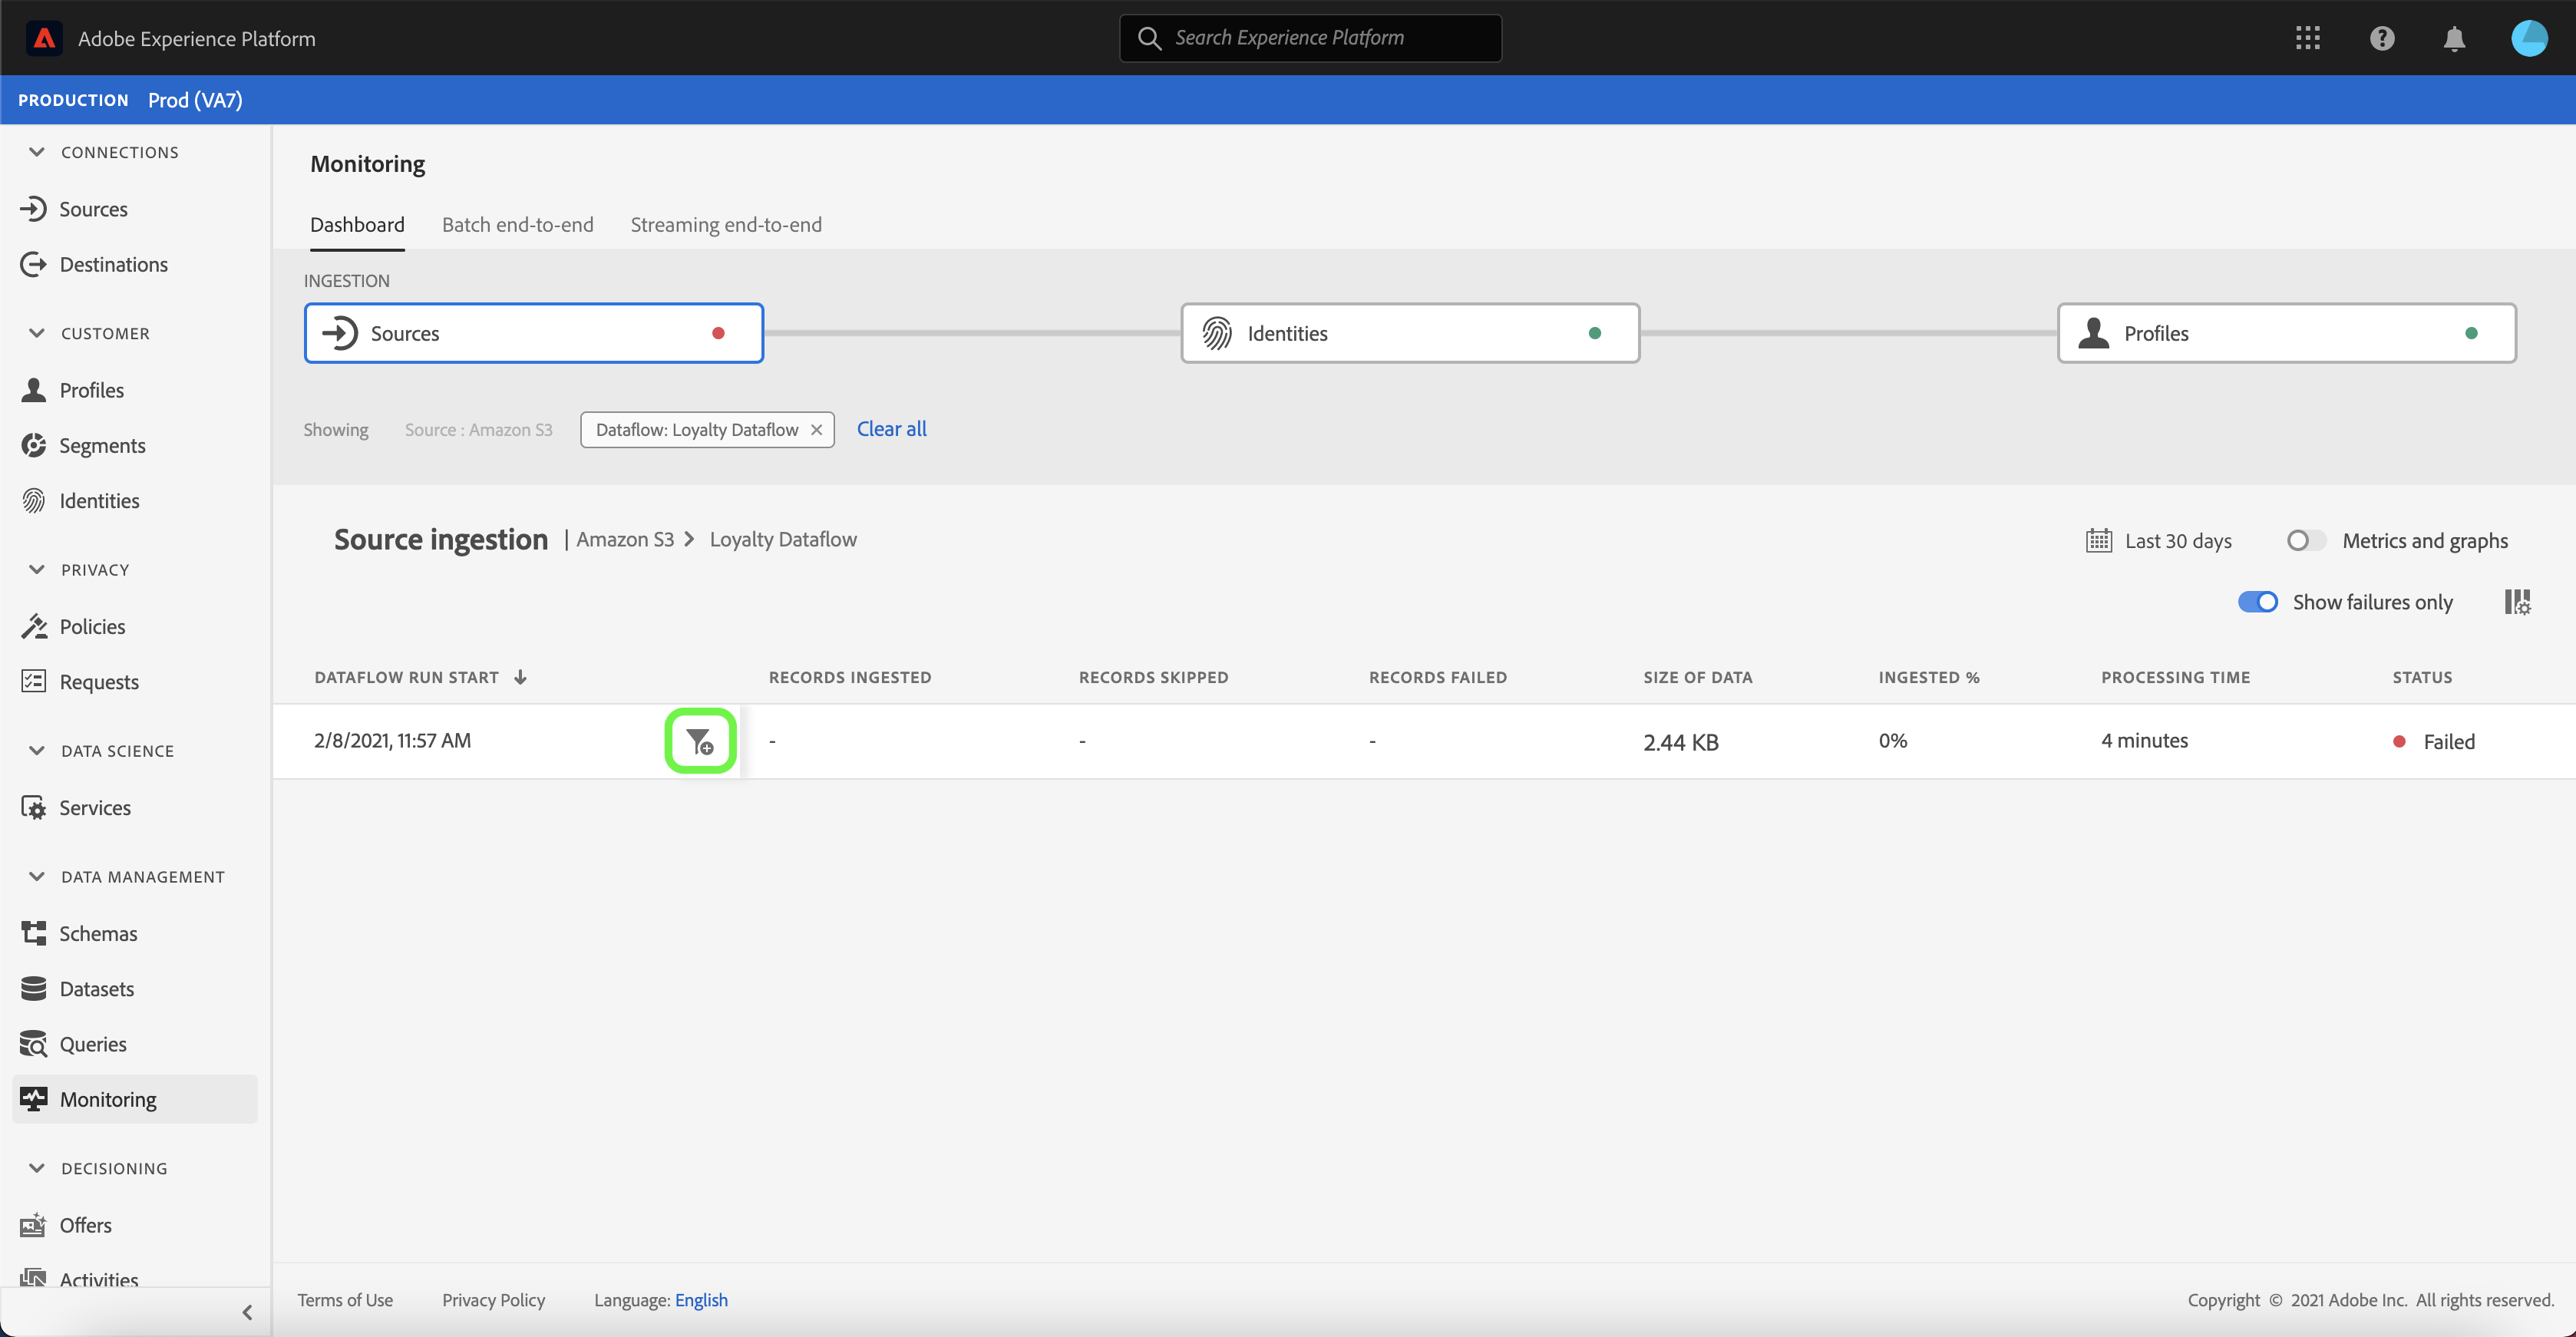 Adobe Experience Platform
Search Experience Platform
PRODUCTION Prod (VA7)
CONNECTIONS
Sources
Destinations
CUSTOMER
Profiles
Segments
Identities
PRIVACY
Policies
Requests
DATA SCIENCE
Services
DATA MANAGEMENT
Schemas
Datasets
Queries
Monitoring
DECISIONING
Offers
Activities
Monitoring
Dashboard Batch end-to-end Streaming end-to-end
INGESTION
Sources Identities Profiles
Showing Source : Amazon S3 Dataflow: Loyalty Dataflow Clear all
Source ingestion | Amazon S3 > Loyalty Dataflow
Last 30 days Metrics and graphs
Show failures only
DATAFLOW RUN START ↓ RECORDS INGESTED RECORDS SKIPPED RECORDS FAILED SIZE OF DATA INGESTED % PROCESSING TIME STATUS
2/8/2021, 11:57 AM - - - 2.44 KB 0% 4 minutes Failed
Terms of Use Privacy Policy Language: English Copyright © 2021 Adobe Inc. All rights reserved.